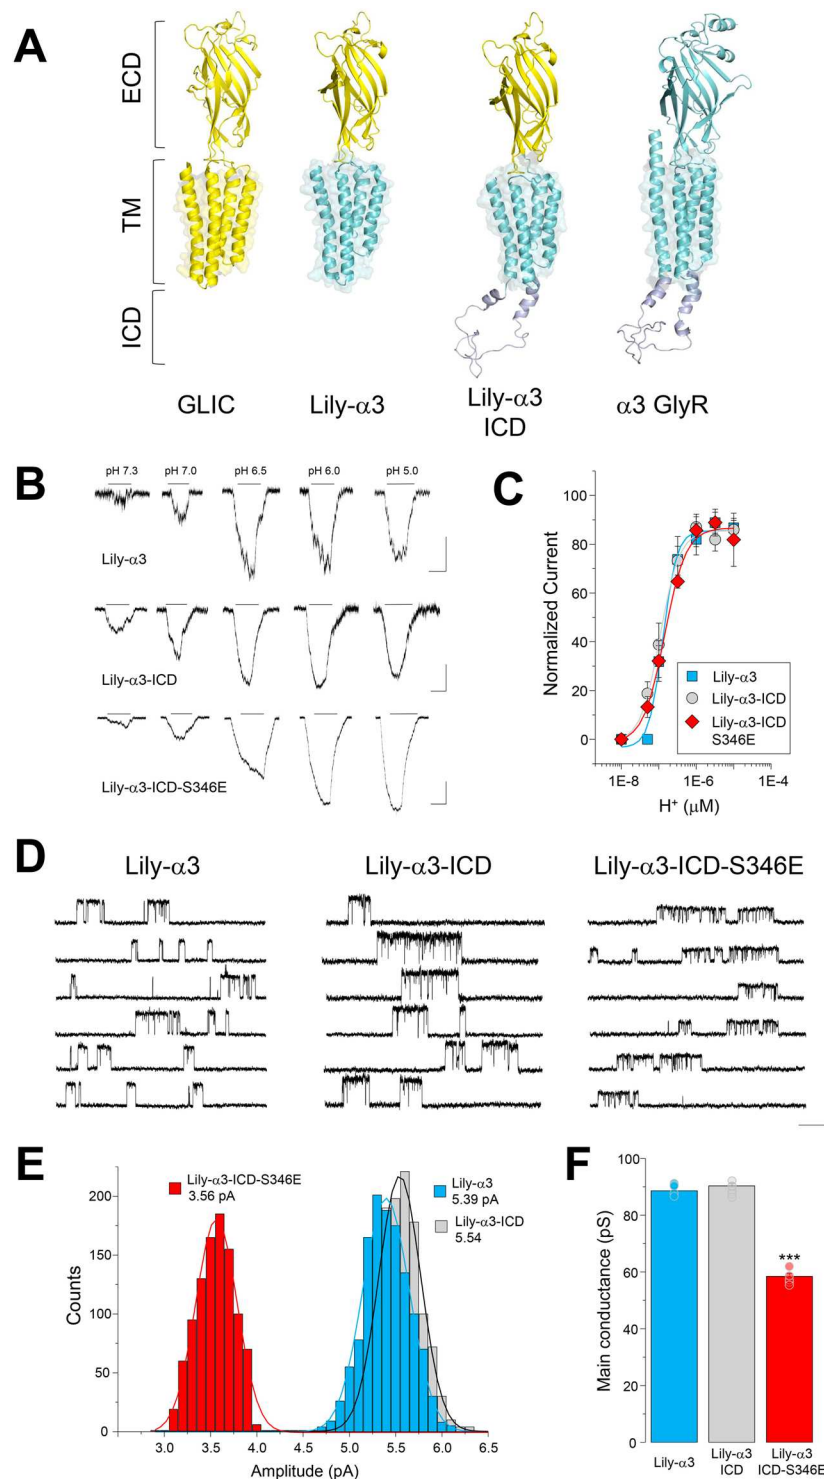 A
ECD
TM
ICD
GLIC
Lily-α3
Lily-α3
ICD
α3 GlyR
B
pH 7.3 pH 7.0 pH 6.5 pH 6.0 pH 5.0
Lily-α3
Lily-α3-ICD
Lily-α3-ICD-S346E
C
Normalized Current
100
80
60
40
20
0
1E-8 1E-6 1E-4
H⁺ (μM)
Lily-α3
Lily-α3-ICD
Lily-α3-ICD
S346E
D
Lily-α3 Lily-α3-ICD Lily-α3-ICD-S346E
E
Counts
200
150
100
50
0
3.0 3.5 4.0 4.5 5.0 5.5 6.0 6.5
Amplitude (pA)
Lily-α3-ICD-S346E
3.56 pA
Lily-α3
5.39 pA
Lily-α3-ICD
5.54
F
Main conductance (pS)
100
80
60
40
20
0
***
Lily-α3
Lily-α3
ICD
Lily-α3
ICD-S346E